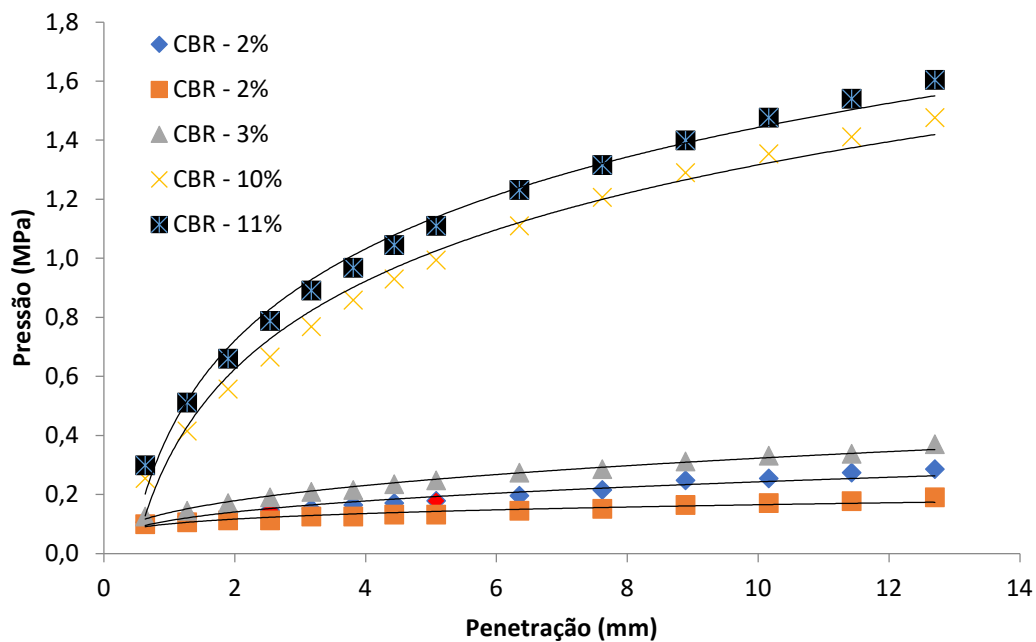 1,8
1,6
1,4
1,2
1,0
0,8
0,6
0,4
0,2
0,0
Pressão (MPa)
CBR - 2%
CBR - 2%
CBR - 3%
CBR - 10%
CBR - 11%
0 2 4 6 8 10 12 14
Penetração (mm)